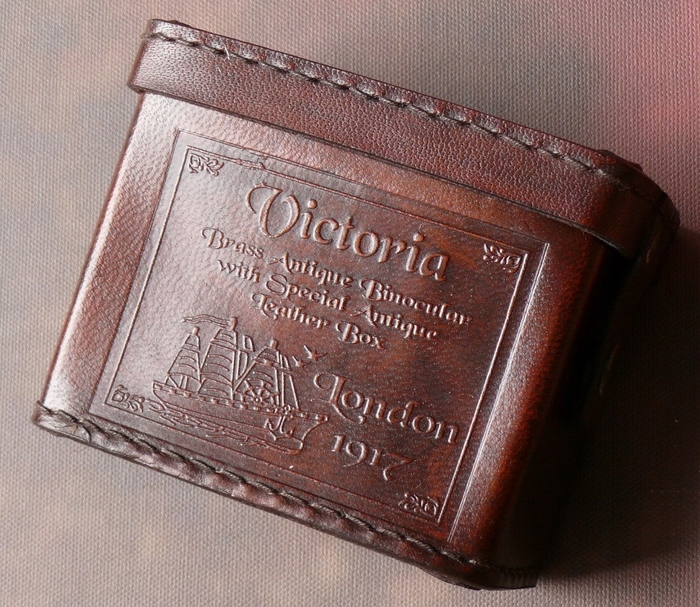 Victoria
Brass Antique Binocular
with Special Antique
Leather Box
London
1917